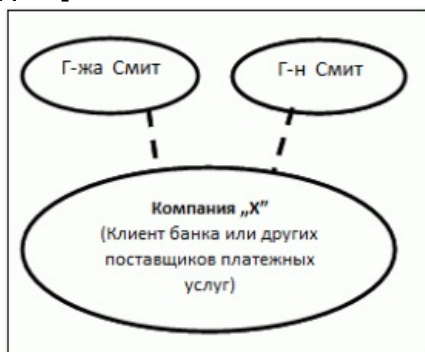 Г-жа Смит
Г-н Смит
Компания „X”
(Клиент банка или других
поставщиков платежных
услуг)